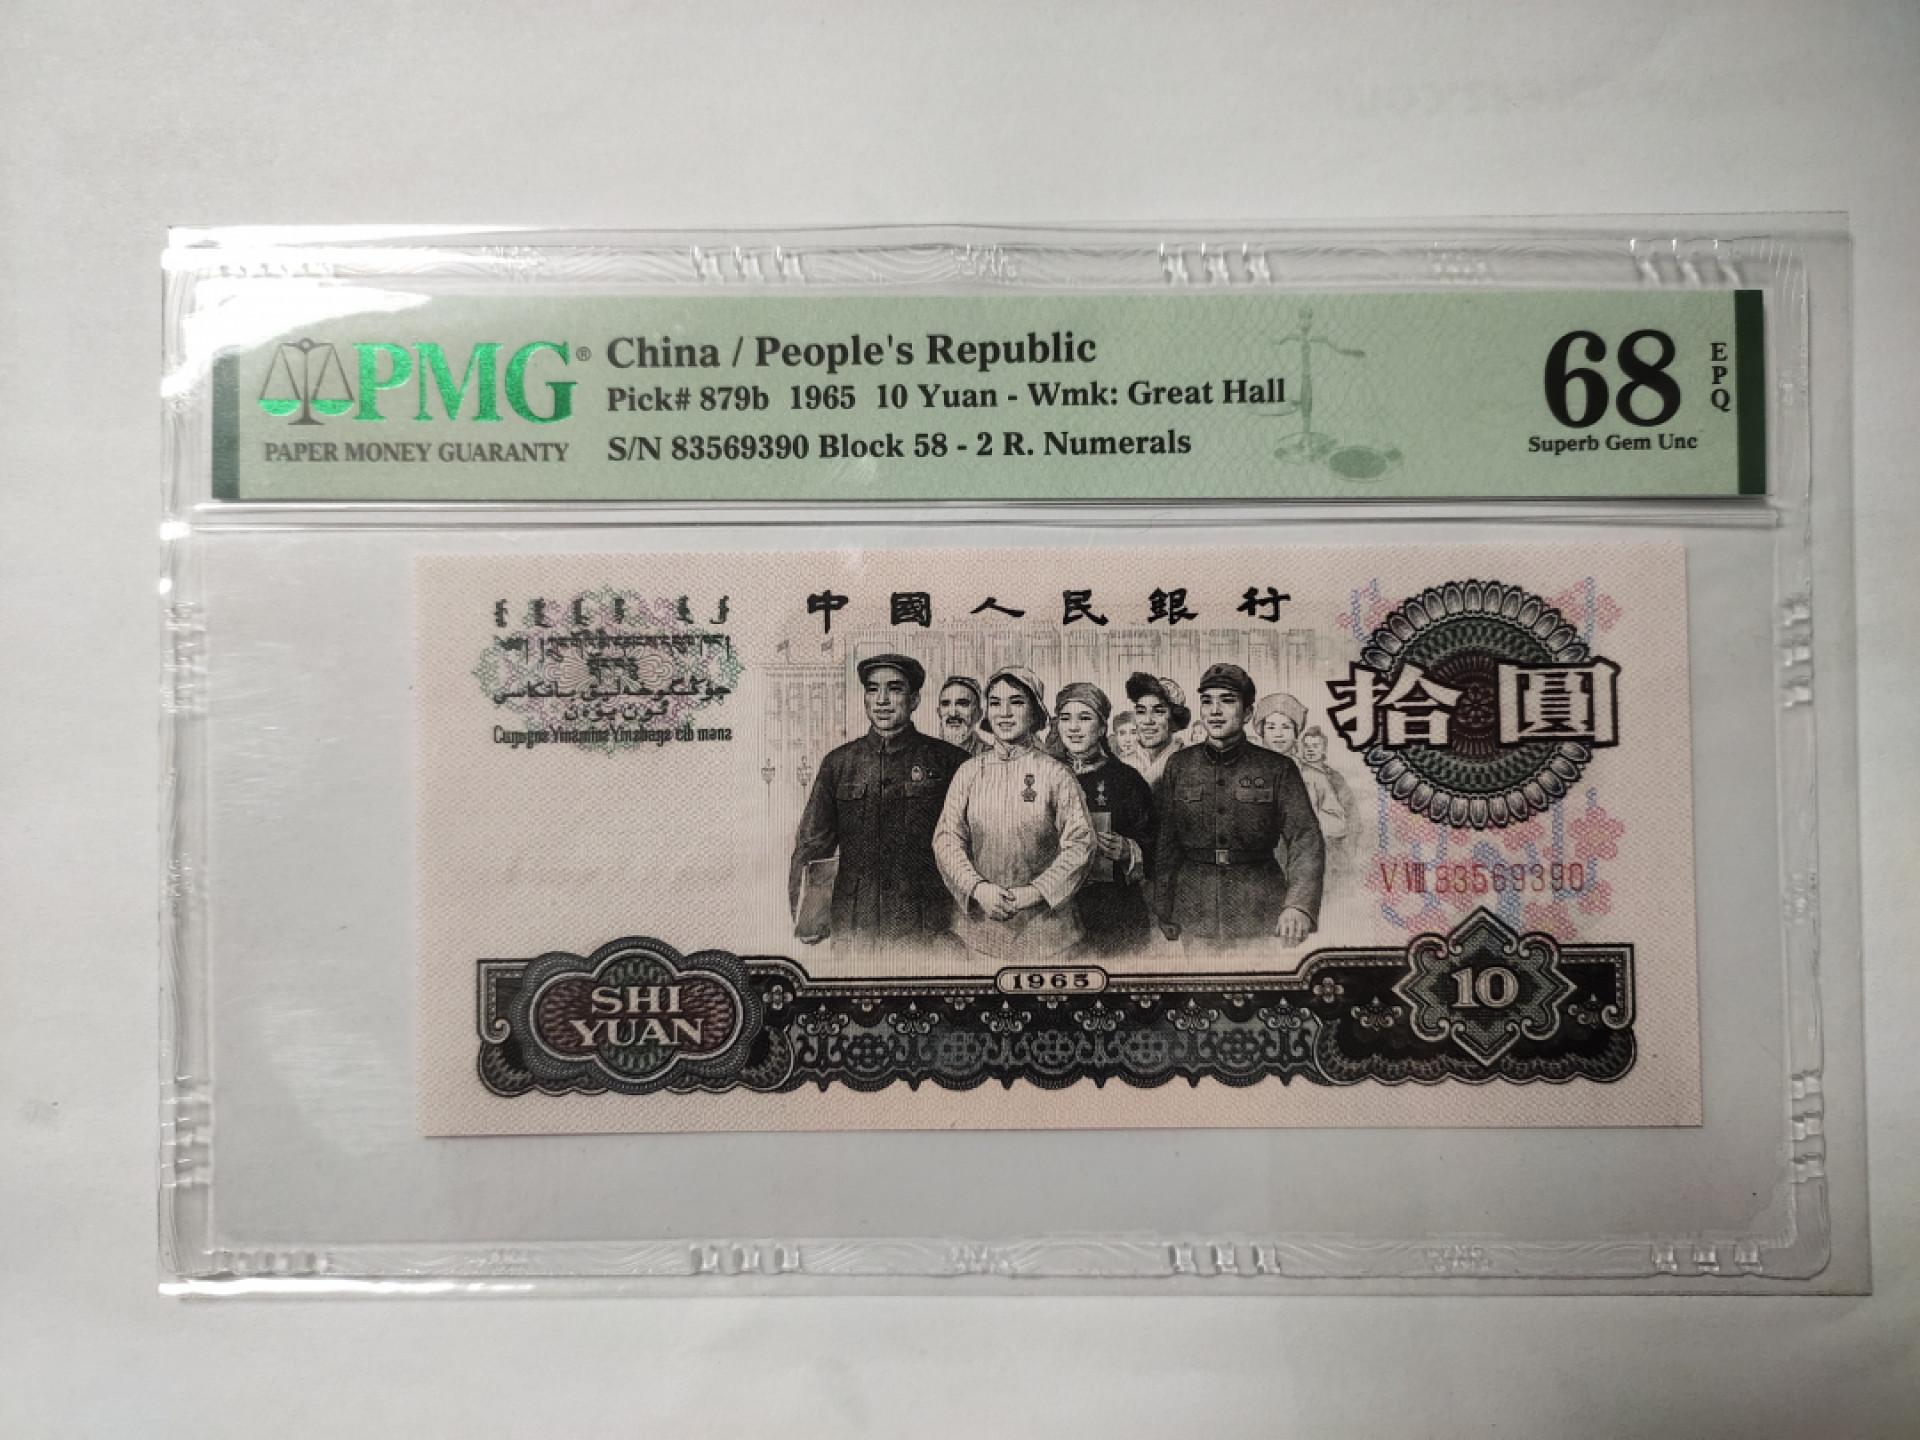 PMG®
PAPER MONEY GUARANTY
China / People's Republic
Pick# 879b 1965 10 Yuan - Wmk: Great Hall
S/N 83569390 Block 58 - 2 R. Numerals
68
EPQ
Superb Gem Unc
中國人民銀行
拾圓
V VIII 83569390
1965
SHI
YUAN
10